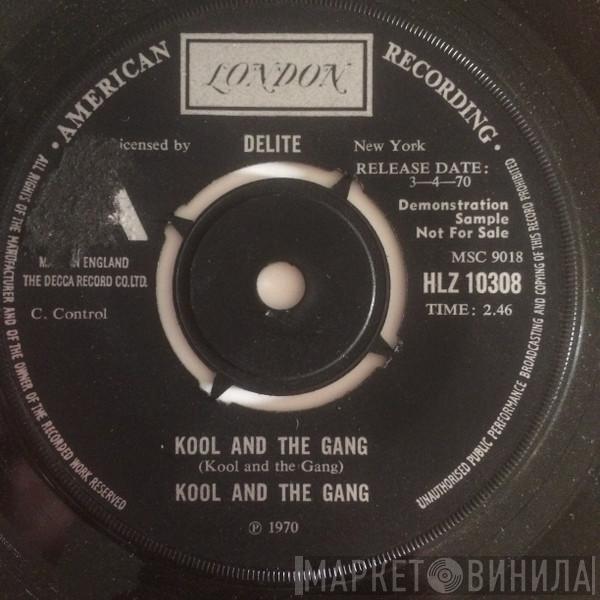 · AMERICAN RECORDING ·
LONDON
icensed by DELITE New York
RELEASE DATE:
3—4—70
A
Demonstration
Sample
Not For Sale
MSC 9018
HLZ 10308
TIME: 2.46
ENGLAND
THE DECCA RECORD CO.LTD.
C. Control
KOOL AND THE GANG
(Kool and the Gang)
KOOL AND THE GANG
℗ 1970
ALL RIGHTS OF THE MANUFACTURER AND OF THE OWNER OF THE RECORDED WORK RESERVED
UNAUTHORISED PUBLIC PERFORMANCE BROADCASTING AND COPYING OF THIS RECORD PROHIBITED
МАРКЕТ ВИНИЛА